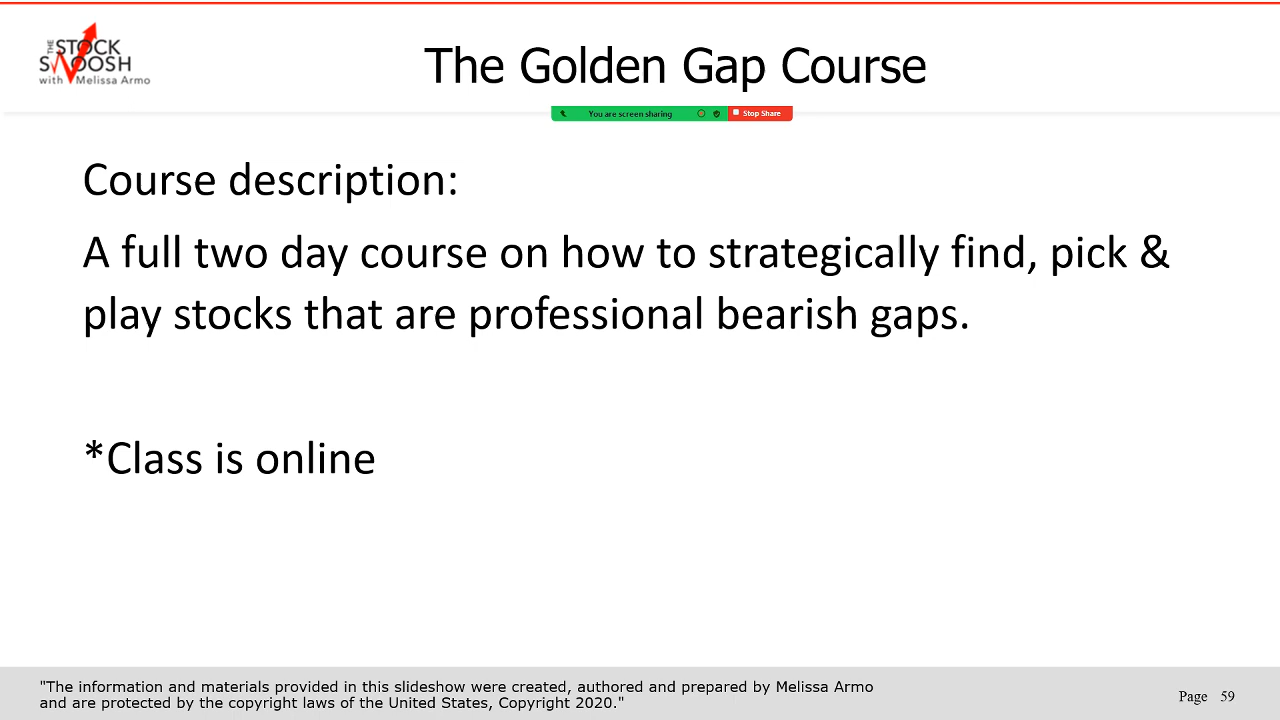 THE STOCK
SWOOSH
with Melissa Armo
The Golden Gap Course
You are screen sharing Stop Share
Course description:
A full two day course on how to strategically find, pick &
play stocks that are professional bearish gaps.
*Class is online
"The information and materials provided in this slideshow were created, authored and prepared by Melissa Armo
and are protected by the copyright laws of the United States, Copyright 2020."
Page 59